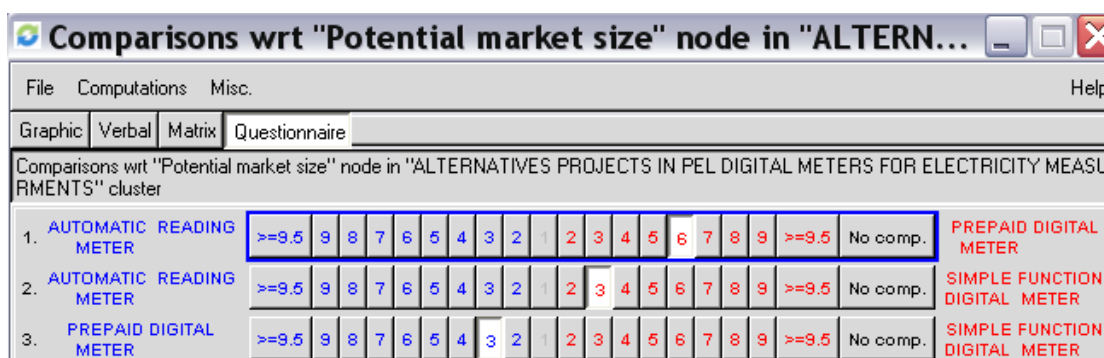 Comparisons wrt "Potential market size" node in "ALTERN...
File Computations Misc. Help
Graphic Verbal Matrix Questionnaire
Comparisons wrt "Potential market size" node in "ALTERNATIVES PROJECTS IN PEL DIGITAL METERS FOR ELECTRICITY MEASU
RMENTS" cluster
1. AUTOMATIC READING METER >=9.5 9 8 7 6 5 4 3 2 1 2 3 4 5 6 7 8 9 >=9.5 No comp. PREPAID DIGITAL METER
2. AUTOMATIC READING METER >=9.5 9 8 7 6 5 4 3 2 1 2 3 4 5 6 7 8 9 >=9.5 No comp. SIMPLE FUNCTION DIGITAL METER
3. PREPAID DIGITAL METER >=9.5 9 8 7 6 5 4 3 2 1 2 3 4 5 6 7 8 9 >=9.5 No comp. SIMPLE FUNCTION DIGITAL METER